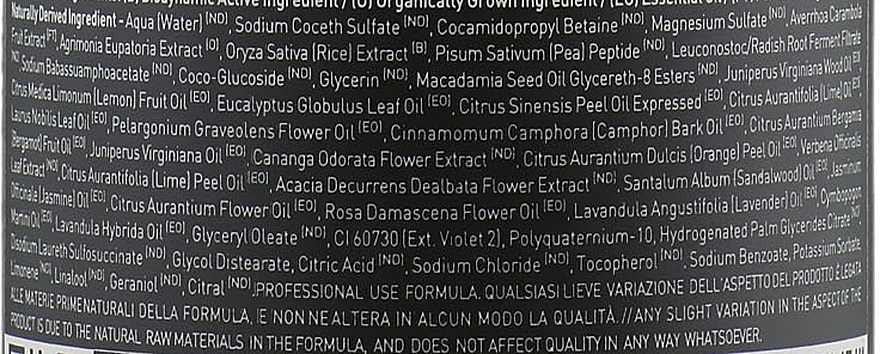 Biodynamic Active Ingredient / (O) Organically Grown Ingredient / (EO) Essential Oil
Naturally Derived Ingredient - Aqua (Water) [ND], Sodium Coceth Sulfate [ND], Cocamidopropyl Betaine [ND], Magnesium Sulfate [ND], Averrhoa Carambola
Fruit Extract [FT], Agrimonia Eupatoria Extract [O], Oryza Sativa (Rice) Extract [B], Pisum Sativum (Pea) Peptide [ND], Leuconostoc/Radish Root Ferment Filtrate
[ND], Sodium Babassuamphoacetate [ND], Coco-Glucoside [ND], Glycerin [ND], Macadamia Seed Oil Glycereth-8 Esters [ND], Juniperus Virginiana Wood Oil [EO],
Citrus Medica Limonum (Lemon) Fruit Oil [EO], Eucalyptus Globulus Leaf Oil [EO], Citrus Sinensis Peel Oil Expressed [EO], Citrus Aurantifolia (Lime) Oil [EO],
Laurus Nobilis Leaf Oil [EO], Pelargonium Graveolens Flower Oil [EO], Cinnamomum Camphora (Camphor) Bark Oil [EO], Citrus Aurantium Bergamia
(Bergamot) Fruit Oil [EO], Juniperus Virginiana Oil [EO], Cananga Odorata Flower Extract [ND], Citrus Aurantium Dulcis (Orange) Peel Oil [EO], Verbena Officinalis
Leaf Extract [ND], Citrus Aurantifolia (Lime) Peel Oil [EO], Acacia Decurrens Dealbata Flower Extract [ND], Santalum Album (Sandalwood) Oil [EO], Jasminum
Officinale (Jasmine) Oil [EO], Citrus Aurantium Flower Oil [EO], Rosa Damascena Flower Oil [EO], Lavandula Angustifolia (Lavender) Oil [EO], Cymbopogon
Martini Oil [EO], Lavandula Hybrida Oil [EO], Glyceryl Oleate [ND], CI 60730 (Ext. Violet 2), Polyquaternium-10, Hydrogenated Palm Glycerides Citrate [ND],
Disodium Laureth Sulfosuccinate [ND], Glycol Distearate, Citric Acid [ND], Sodium Chloride [ND], Tocopherol [ND], Sodium Benzoate, Potassium Sorbate,
Limonene [ND], Linalool [ND], Geraniol [ND], Citral [ND]. PROFESSIONAL USE FORMULA. QUALSIASI LIEVE VARIAZIONE DELL'ASPETTO DEL PRODOTTO È LEGATA
ALLE MATERIE PRIME NATURALI DELLA FORMULA, E NON NE ALTERA IN ALCUN MODO LA QUALITÀ. // ANY SLIGHT VARIATION IN THE ASPECT OF THE
PRODUCT IS DUE TO THE NATURAL RAW MATERIALS IN THE FORMULA, AND DOES NOT AFFECT QUALITY IN ANY WAY WHATSOEVER.